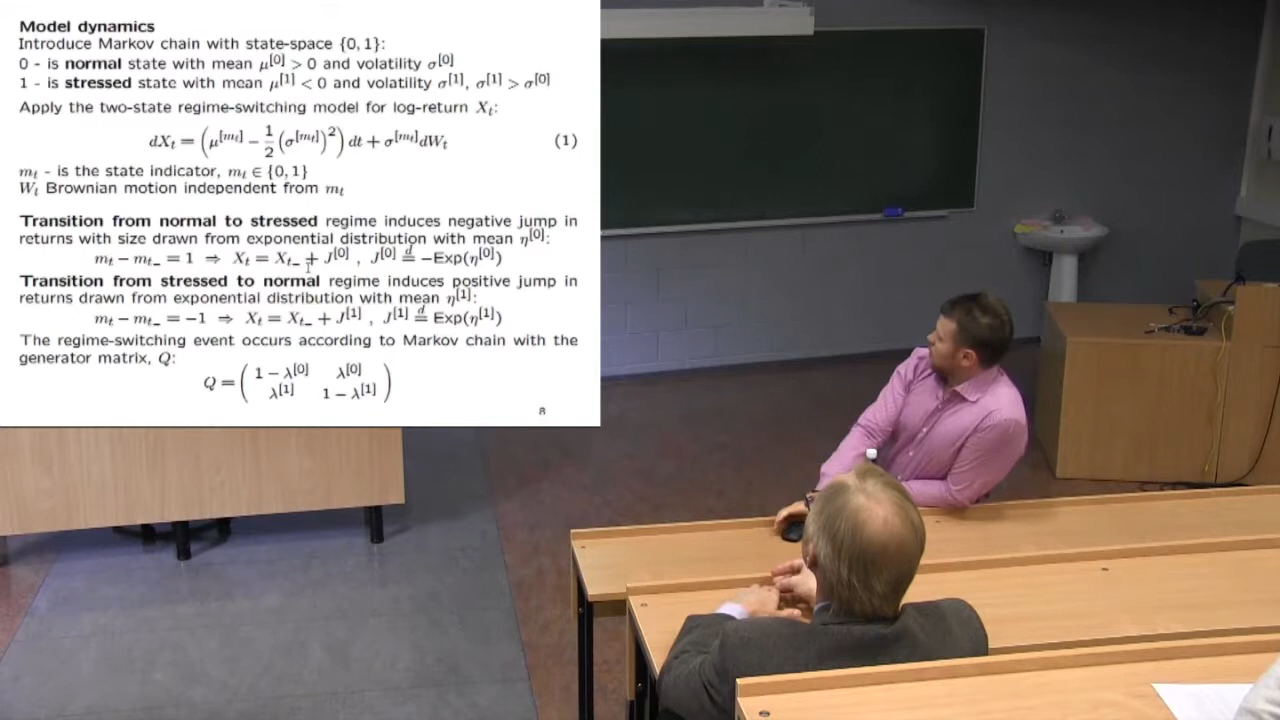 Model dynamics
Introduce Markov chain with state-space {0, 1}:
0 - is normal state with mean μ^[0] > 0 and volatility σ^[0]
1 - is stressed state with mean μ^[1] < 0 and volatility σ^[1], σ^[1] > σ^[0]
Apply the two-state regime-switching model for log-return X_t:
dX_t = (μ^[m_t] − 1/2 (σ^[m_t])^2) dt + σ^[m_t] dW_t (1)
m_t - is the state indicator, m_t ∈ {0, 1}
W_t Brownian motion independent from m_t
Transition from normal to stressed regime induces negative jump in
returns with size drawn from exponential distribution with mean η^[0]:
m_t − m_t− = 1 ⇒ X_t = X_t− + J^[0] , J^[0] =^d −Exp(η^[0])
Transition from stressed to normal regime induces positive jump in
returns drawn from exponential distribution with mean η^[1]:
m_t − m_t− = −1 ⇒ X_t = X_t− + J^[1] , J^[1] =^d Exp(η^[1])
The regime-switching event occurs according to Markov chain with the
generator matrix, Q:
Q = ( 1 − λ^[0] λ^[0]
λ^[1] 1 − λ^[1] )
8